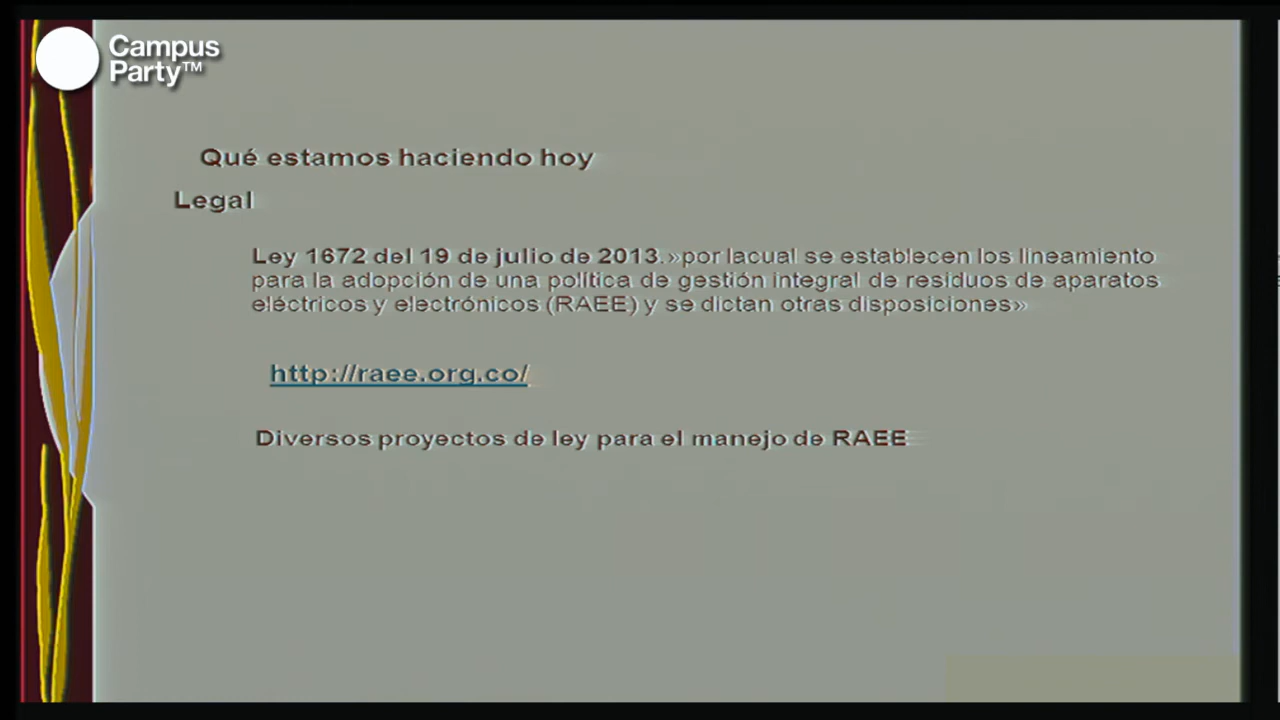 Campus
Party™
Qué estamos haciendo hoy
Legal
Ley 1672 del 19 de julio de 2013.»por lacual se establecen los lineamiento
para la adopción de una política de gestión integral de residuos de aparatos
eléctricos y electrónicos (RAEE) y se dictan otras disposiciones»
http://raee.org.co/
Diversos proyectos de ley para el manejo de RAEE